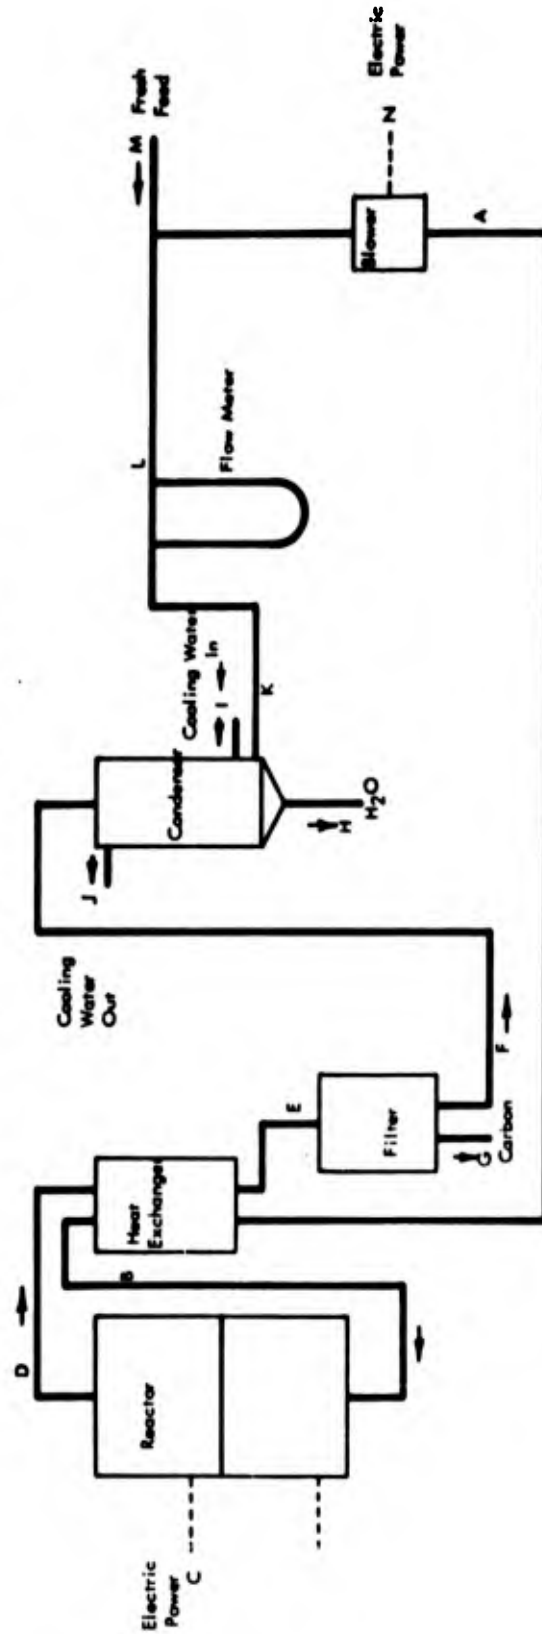 Electric
Power
C
Reactor
D
B
Heat
Exchanger
E
Filter
G
Carbon
F
Cooling
Water
Out
J
Condenser
H
H2O
I
Cooling Water
In
K
L
Flow Meter
M
Fresh
Feed
Blower
A
N
Electric
Power